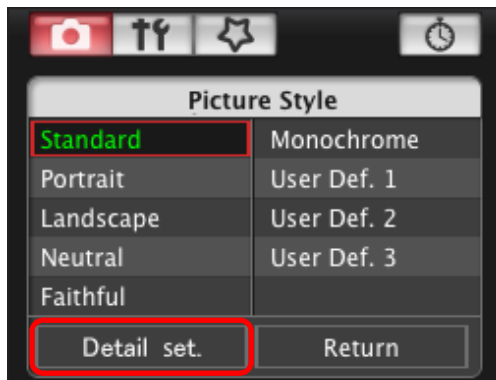 Picture Style
Standard
Monochrome
Portrait
User Def. 1
Landscape
User Def. 2
Neutral
User Def. 3
Faithful
Detail set.
Return